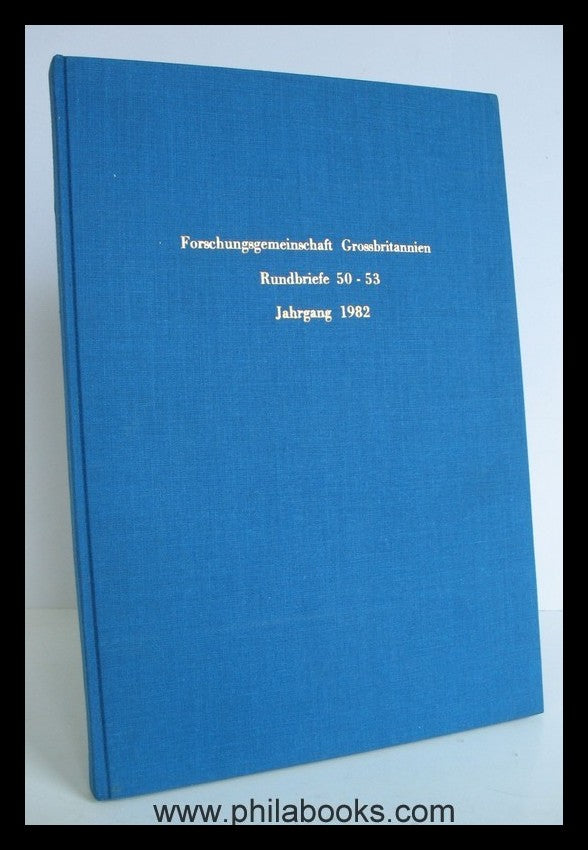 Forschungsgemeinschaft Grossbritannien
Rundbriefe 50 - 53
Jahrgang 1982
www.philabooks.com